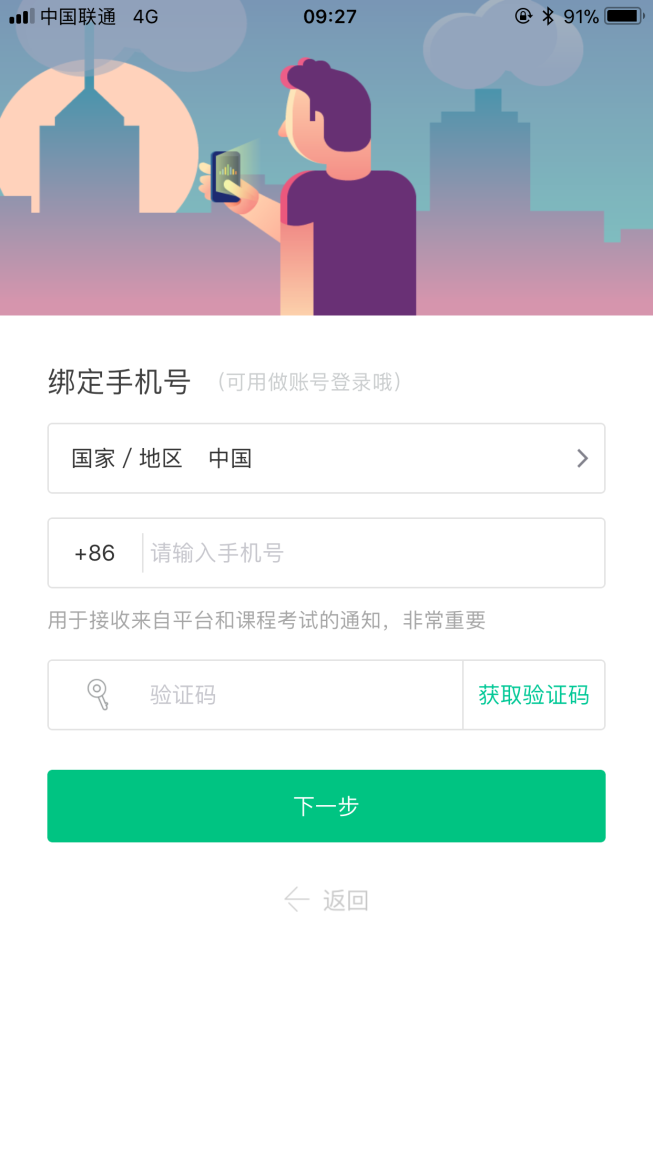 中国联通 4G 09:27 91%
绑定手机号 (可用做账号登录哦)
国家 / 地区 中国
+86 请输入手机号
用于接收来自平台和课程考试的通知，非常重要
验证码 获取验证码
下一步
返回